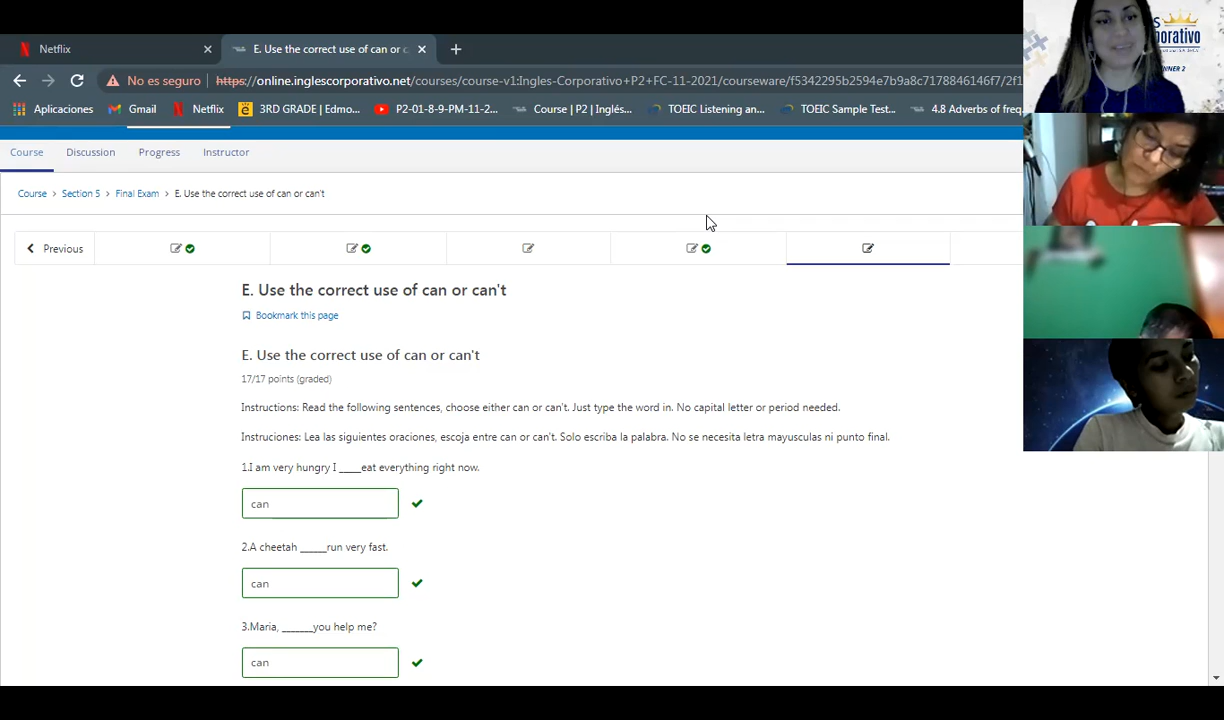 Netflix
E. Use the correct use of can or c
No es seguro
https://online.inglescorporativo.net/courses/course-v1:Ingles-Corporativo+P2+FC-11-2021/courseware/f5342295b2594e7b9a8c7178846146f7/2f1
Aplicaciones Gmail Netflix 3RD GRADE | Edmo... P2-01-8-9-PM-11-2... Course | P2 | Inglés... TOEIC Listening an... TOEIC Sample Test... 4.8 Adverbs of freq
Course Discussion Progress Instructor
Course > Section 5 > Final Exam > E. Use the correct use of can or can't
Previous
E. Use the correct use of can or can't
Bookmark this page
E. Use the correct use of can or can't
17/17 points (graded)
Instructions: Read the following sentences, choose either can or can't. Just type the word in. No capital letter or period needed.
Instruciones: Lea las siguientes oraciones, escoja entre can or can't. Solo escriba la palabra. No se necesita letra mayusculas ni punto final.
1.I am very hungry I _____eat everything right now.
can
2.A cheetah ______run very fast.
can
3.Maria, _______you help me?
can
S
orativo
NNER 2